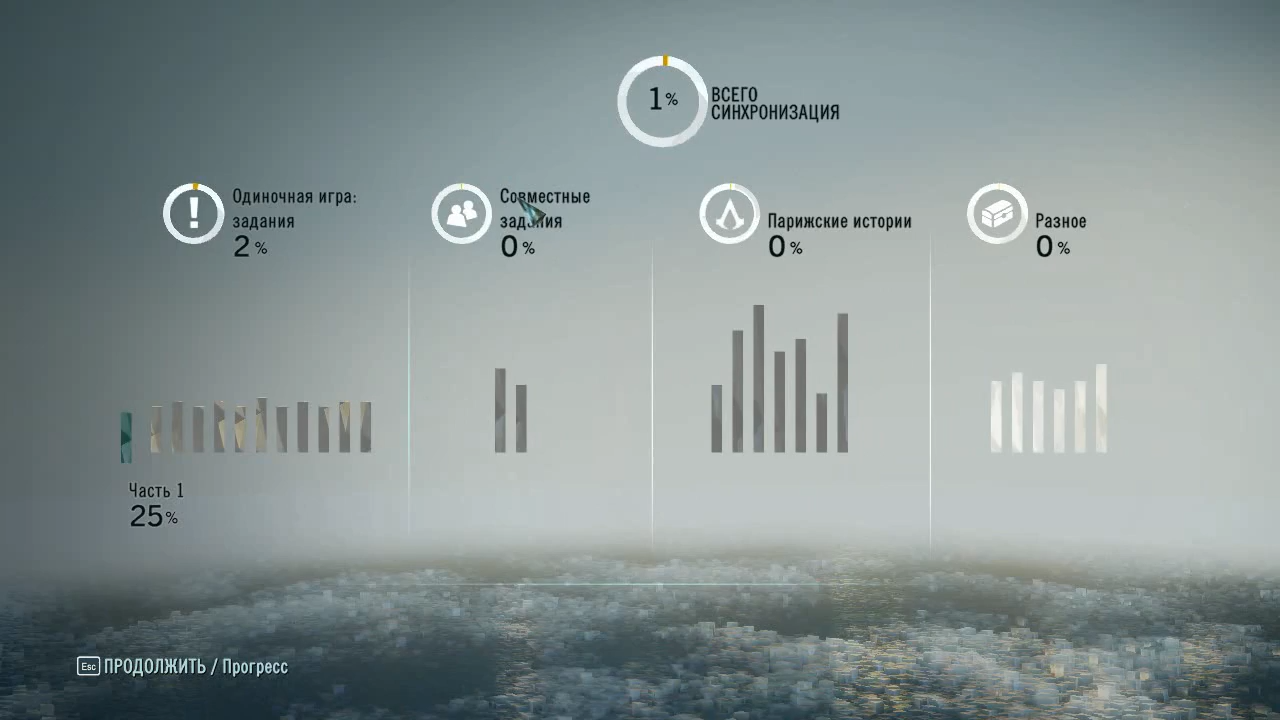 1%
ВСЕГО
СИНХРОНИЗАЦИЯ
Одиночная игра:
задания
2 %
Совместные
задания
0 %
Парижские истории
0 %
Разное
0 %
Часть 1
25%
Esc ПРОДОЛЖИТЬ / Прогресс